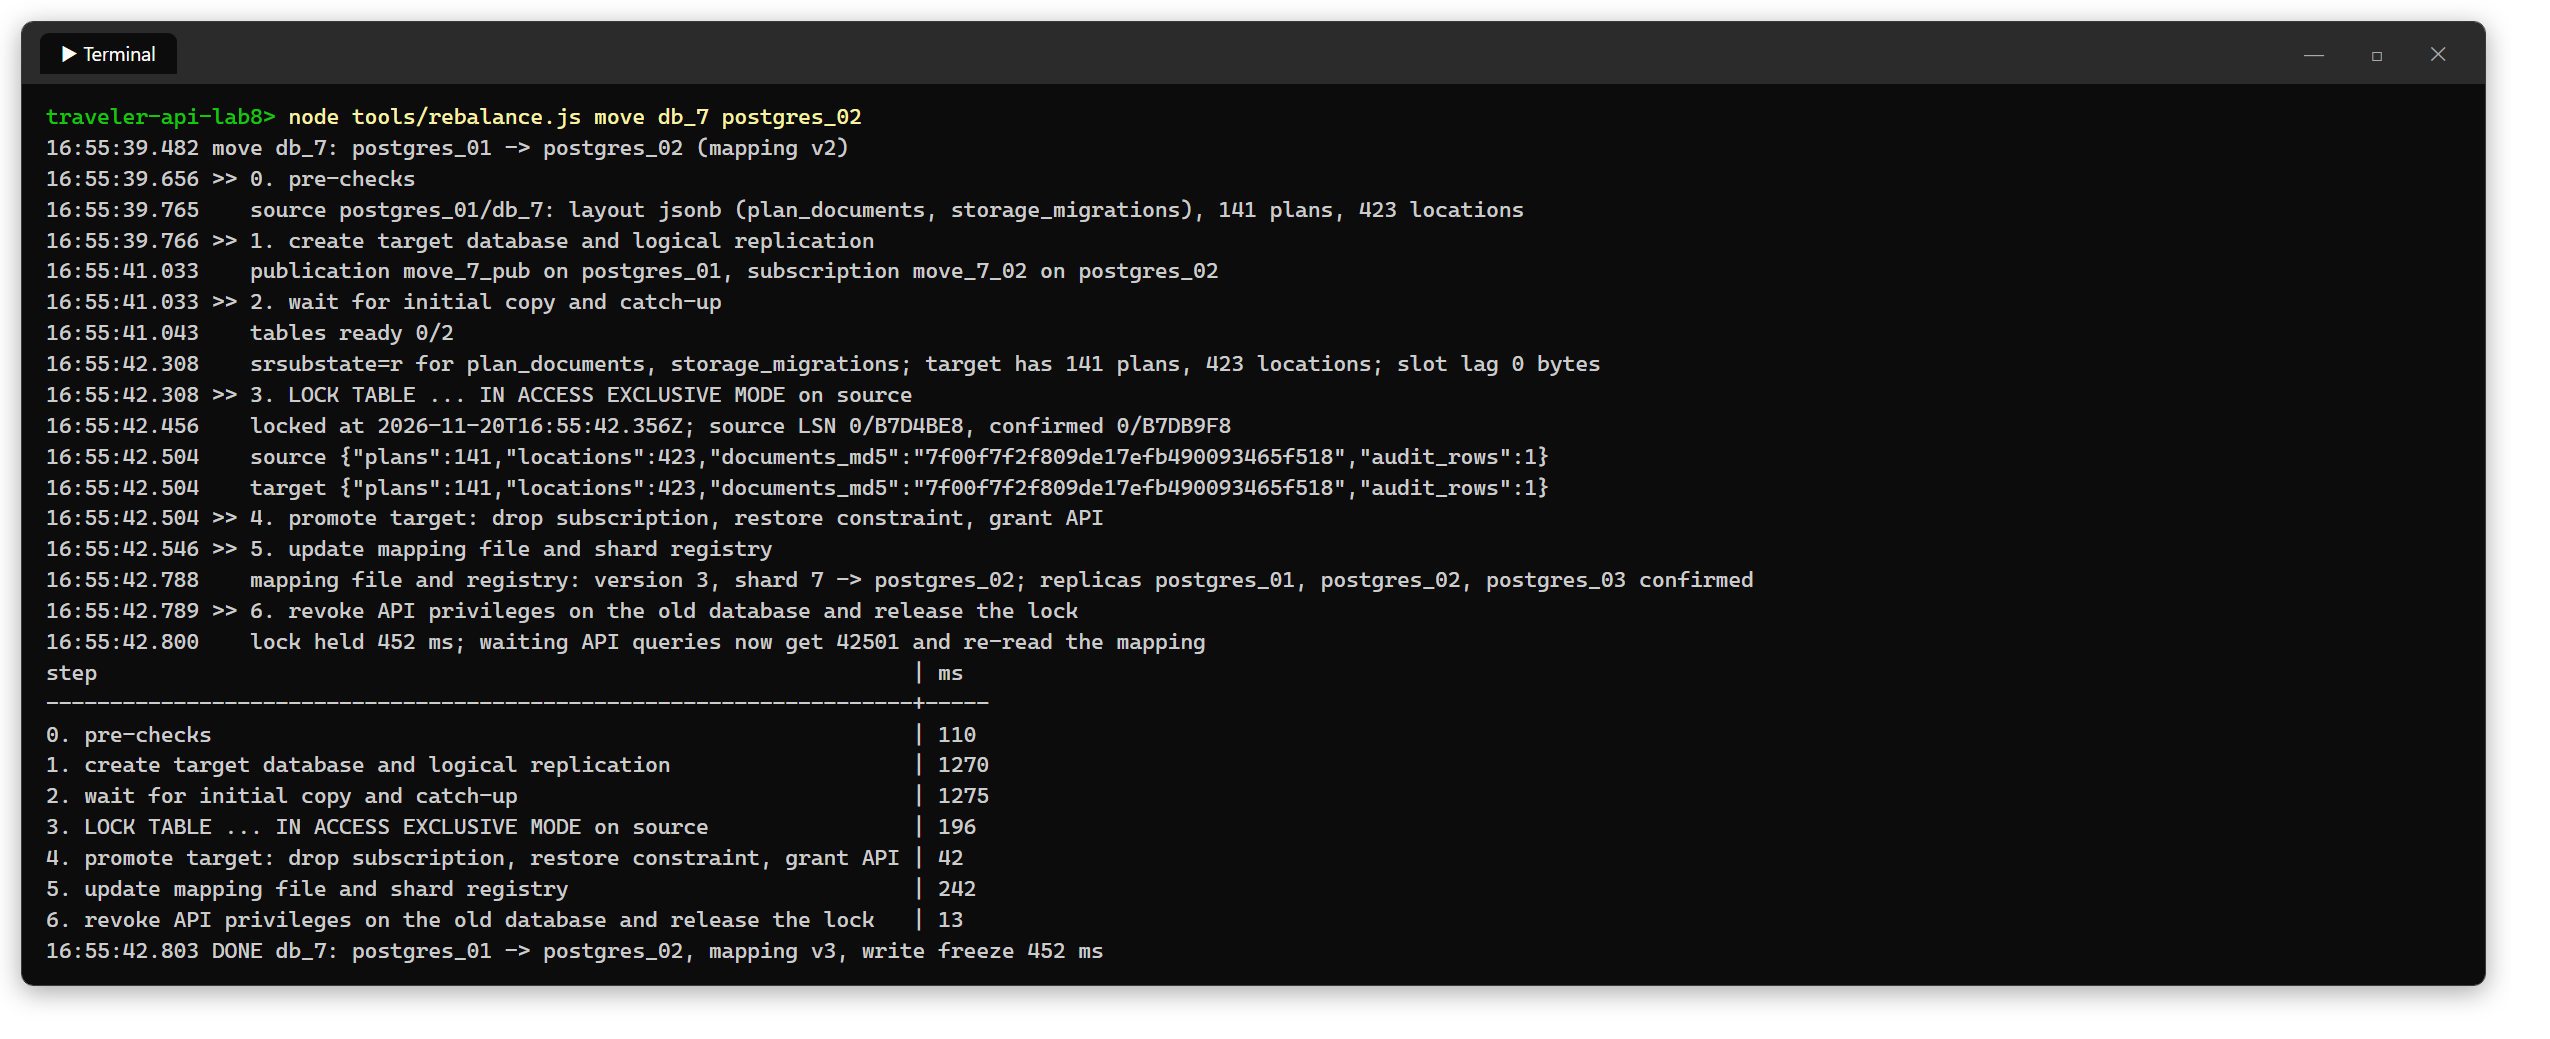 ▶ Terminal
traveler-api-lab8> node tools/rebalance.js move db_7 postgres_02
16:55:39.482 move db_7: postgres_01 -> postgres_02 (mapping v2)
16:55:39.656 >> 0. pre-checks
16:55:39.765    source postgres_01/db_7: layout jsonb (plan_documents, storage_migrations), 141 plans, 423 locations
16:55:39.766 >> 1. create target database and logical replication
16:55:41.033    publication move_7_pub on postgres_01, subscription move_7_02 on postgres_02
16:55:41.033 >> 2. wait for initial copy and catch-up
16:55:41.043    tables ready 0/2
16:55:42.308    srsubstate=r for plan_documents, storage_migrations; target has 141 plans, 423 locations; slot lag 0 bytes
16:55:42.308 >> 3. LOCK TABLE ... IN ACCESS EXCLUSIVE MODE on source
16:55:42.456    locked at 2026-11-20T16:55:42.356Z; source LSN 0/B7D4BE8, confirmed 0/B7DB9F8
16:55:42.504    source {"plans":141,"locations":423,"documents_md5":"7f00f7f2f809de17efb490093465f518","audit_rows":1}
16:55:42.504    target {"plans":141,"locations":423,"documents_md5":"7f00f7f2f809de17efb490093465f518","audit_rows":1}
16:55:42.504 >> 4. promote target: drop subscription, restore constraint, grant API
16:55:42.546 >> 5. update mapping file and shard registry
16:55:42.788    mapping file and registry: version 3, shard 7 -> postgres_02; replicas postgres_01, postgres_02, postgres_03 confirmed
16:55:42.789 >> 6. revoke API privileges on the old database and release the lock
16:55:42.800    lock held 452 ms; waiting API queries now get 42501 and re-read the mapping
step                                                                | ms
--------------------------------------------------------------------+-----
0. pre-checks                                                       | 110
1. create target database and logical replication                   | 1270
2. wait for initial copy and catch-up                               | 1275
3. LOCK TABLE ... IN ACCESS EXCLUSIVE MODE on source                | 196
4. promote target: drop subscription, restore constraint, grant API | 42
5. update mapping file and shard registry                           | 242
6. revoke API privileges on the old database and release the lock   | 13
16:55:42.803 DONE db_7: postgres_01 -> postgres_02, mapping v3, write freeze 452 ms